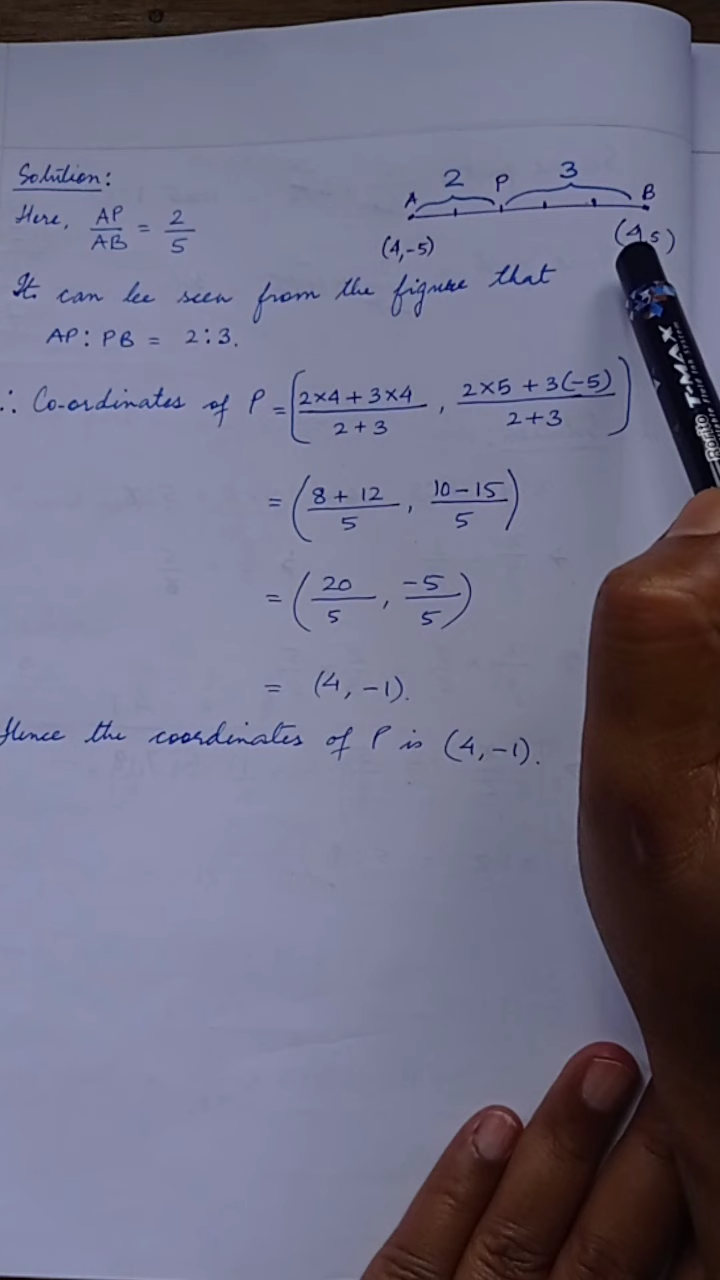 Solution:
2 P 3
A B
Here, AP/AB = 2/5
(4,-5) (4,5)
It can be seen from the figure that
AP : PB = 2 : 3.
∴ Co-ordinates of P = ( (2×4 + 3×4)/(2+3) , (2×5 + 3(-5))/(2+3) )
= ( (8 + 12)/5 , (10-15)/5 )
= ( 20/5 , -5/5 )
= (4, -1).
Hence the coordinates of P is (4, -1).
Rorito T-MAX